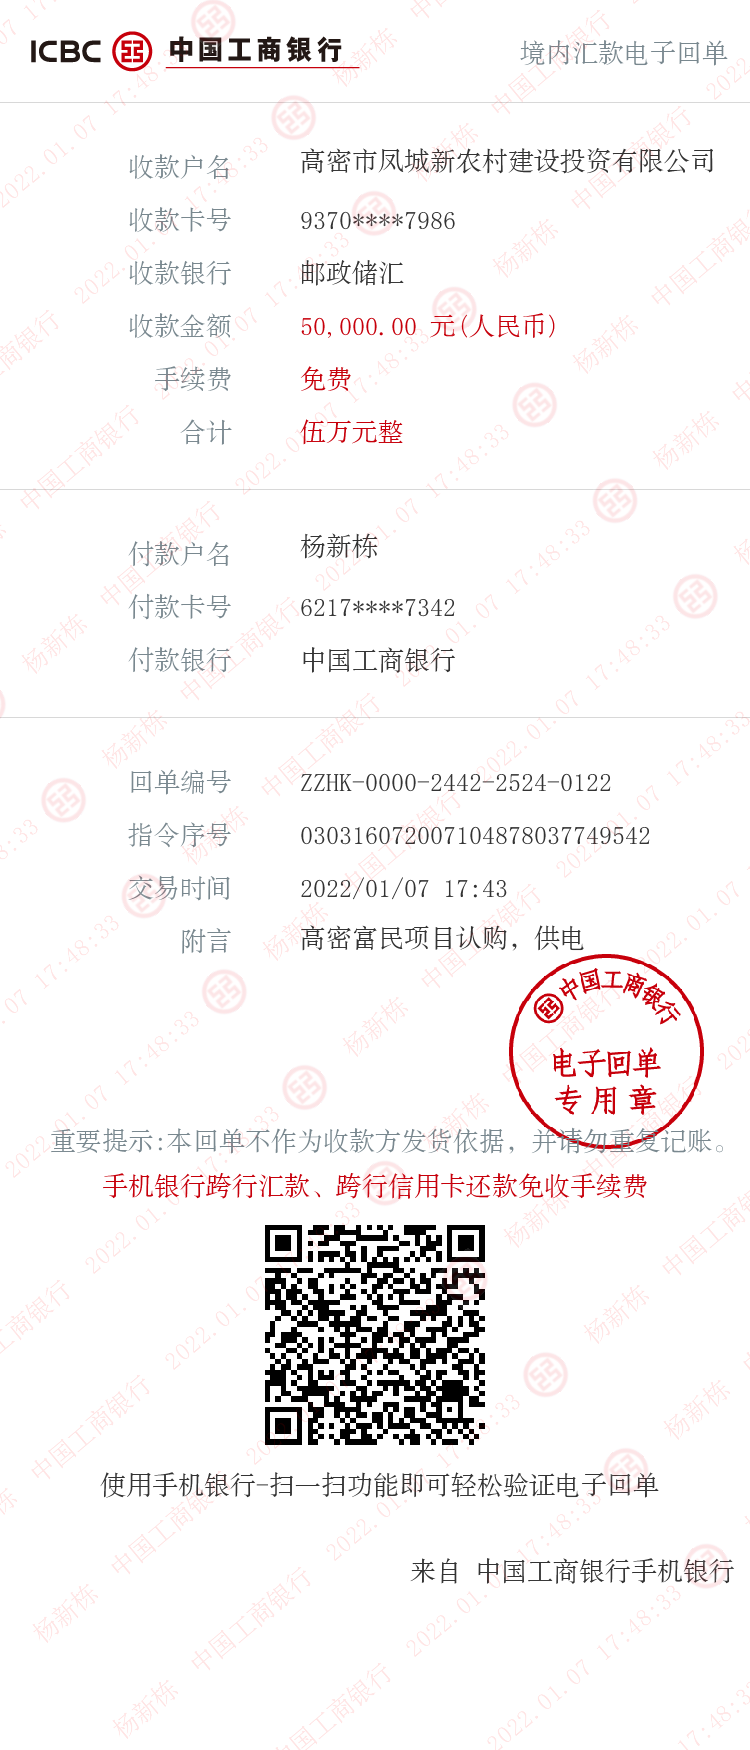 ICBC 中国工商银行
境内汇款电子回单
收款户名 高密市凤城新农村建设投资有限公司
收款卡号 9370****7986
收款银行 邮政储汇
收款金额 50,000.00 元(人民币)
手续费 免费
合计 伍万元整
付款户名 杨新栋
付款卡号 6217****7342
付款银行 中国工商银行
回单编号 ZZHK-0000-2442-2524-0122
指令序号 030316072007104878037749542
交易时间 2022/01/07 17:43
附言 高密富民项目认购，供电
中国工商银行
电子回单
专用章
重要提示:本回单不作为收款方发货依据，并请勿重复记账。
手机银行跨行汇款、跨行信用卡还款免收手续费
使用手机银行-扫一扫功能即可轻松验证电子回单
来自 中国工商银行手机银行
杨新栋 中国工商银行 2022.01.07 17:48:33